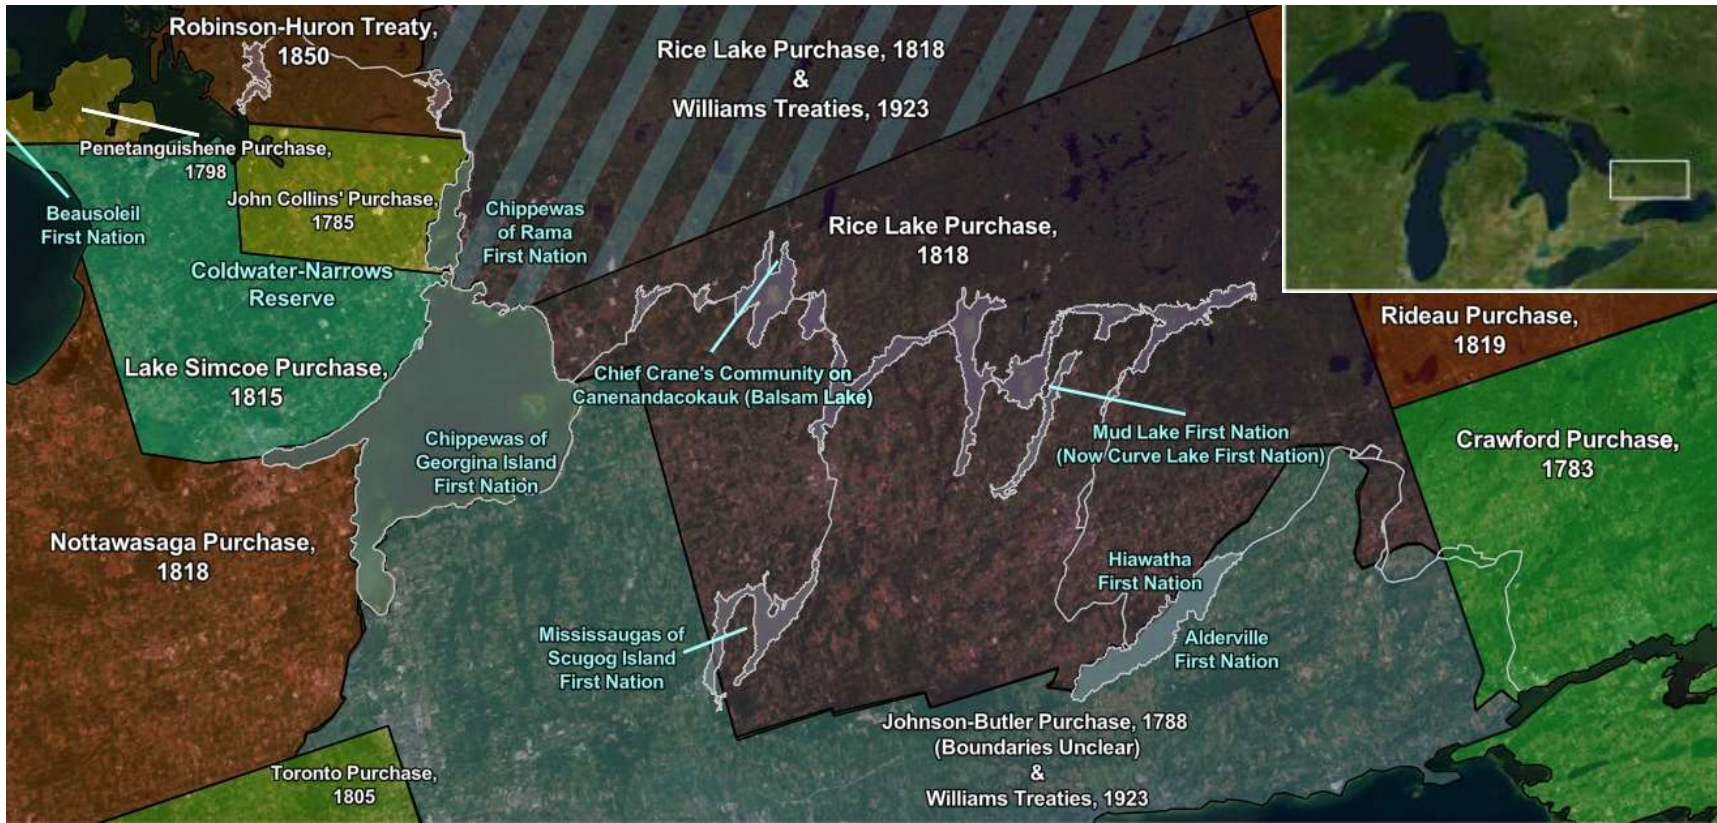 Robinson-Huron Treaty,
1850
Rice Lake Purchase, 1818
&
Williams Treaties, 1923
Penetanguishene Purchase,
1798
John Collins' Purchase,
1785
Beausoleil
First Nation
Chippewas
of Rama
First Nation
Rice Lake Purchase,
1818
Coldwater-Narrows
Reserve
Rideau Purchase,
1819
Lake Simcoe Purchase,
1815
Chief Crane's Community on
Canenandacokauk (Balsam Lake)
Chippewas of
Georgina Island
First Nation
Mud Lake First Nation
(Now Curve Lake First Nation)
Crawford Purchase,
1783
Nottawasaga Purchase,
1818
Hiawatha
First Nation
Mississaugas of
Scugog Island
First Nation
Alderville
First Nation
Johnson-Butler Purchase, 1788
(Boundaries Unclear)
&
Williams Treaties, 1923
Toronto Purchase,
1805